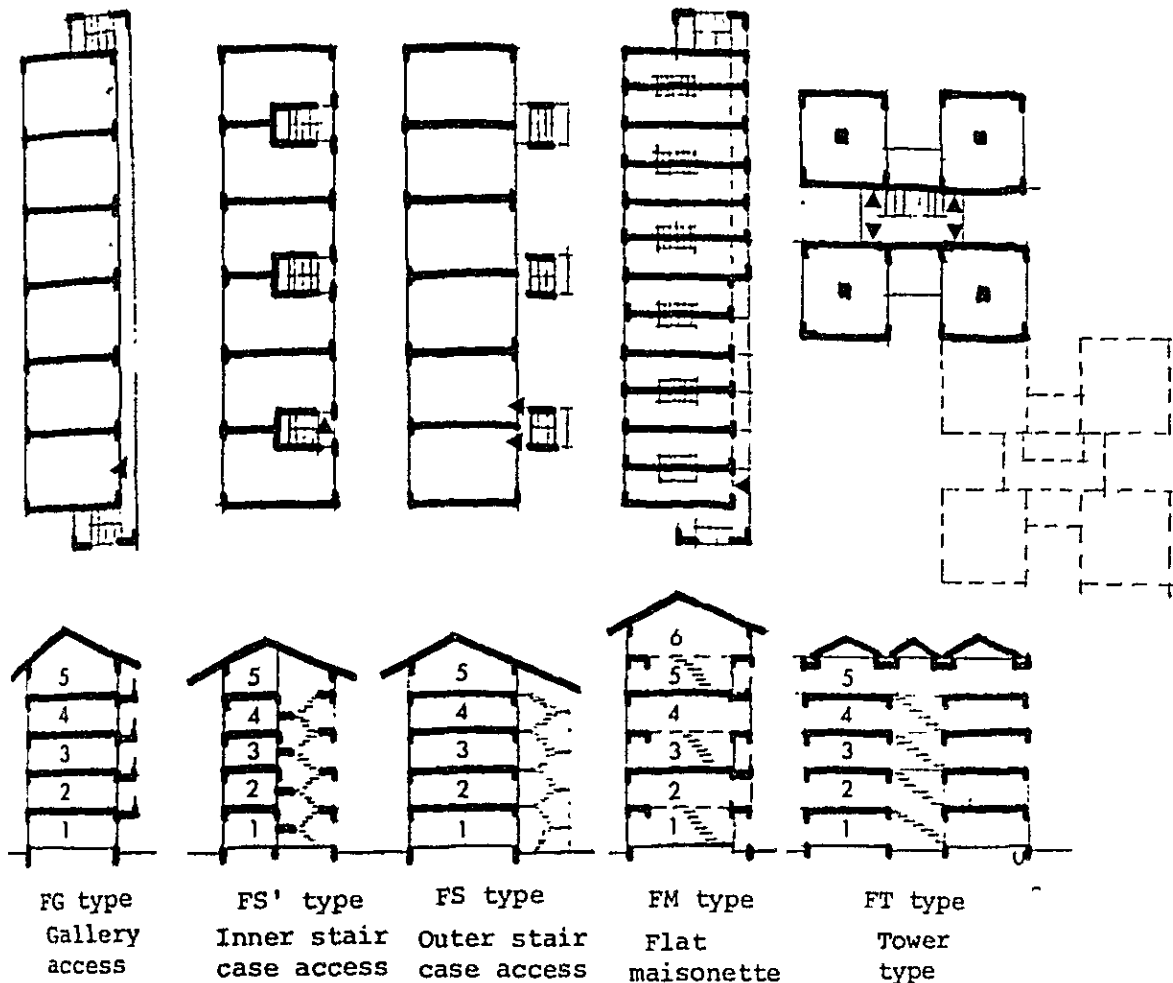 5
4
3
2
1
5
4
3
2
1
5
4
3
2
1
6
5
4
3
2
1
5
4
3
2
1
FG type
Gallery
access
FS' type
Inner stair
case access
FS type
Outer stair
case access
FM type
Flat
maisonette
FT type
Tower
type